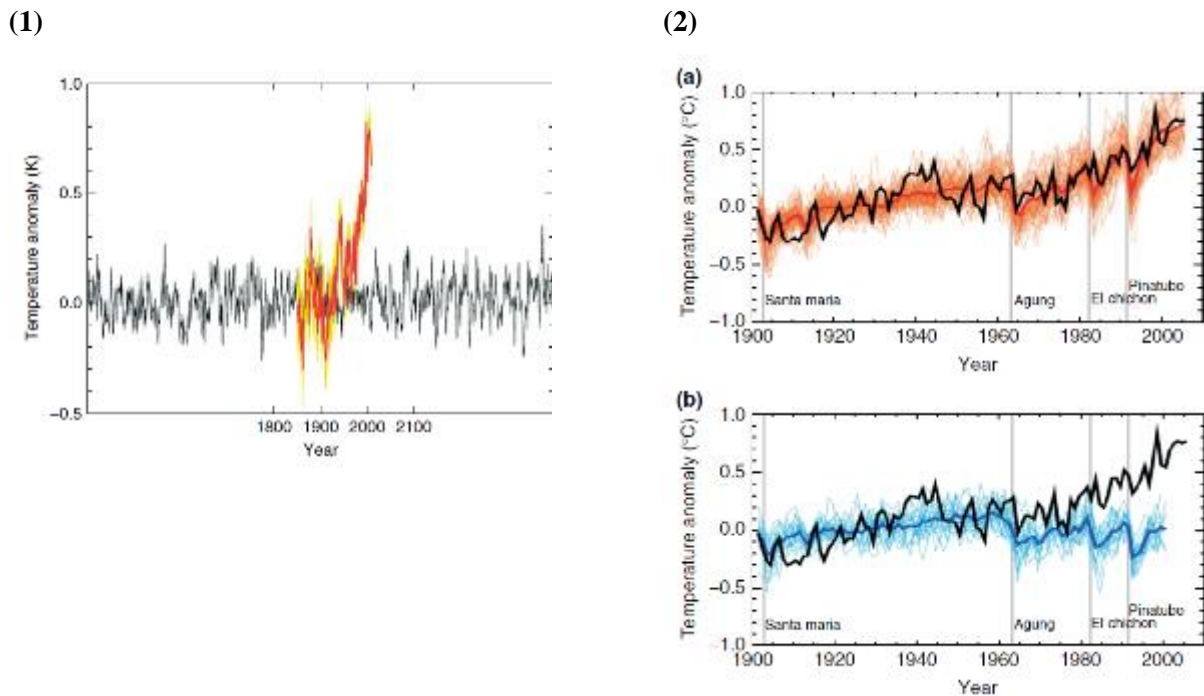 (1)
(2)
1.0
0.5
0.0
−0.5
Temperature anomaly (K)
1800 1900 2000 2100
Year
(a)
1.0
0.5
0.0
−0.5
−1.0
Temperature anomaly (°C)
Santa maria
Agung
El chichon
Pinatubo
1900 1920 1940 1960 1980 2000
Year
(b)
1.0
0.5
0.0
−0.5
−1.0
Temperature anomaly (°C)
Santa maria
Agung
El chichon
Pinatubo
1900 1920 1940 1960 1980 2000
Year